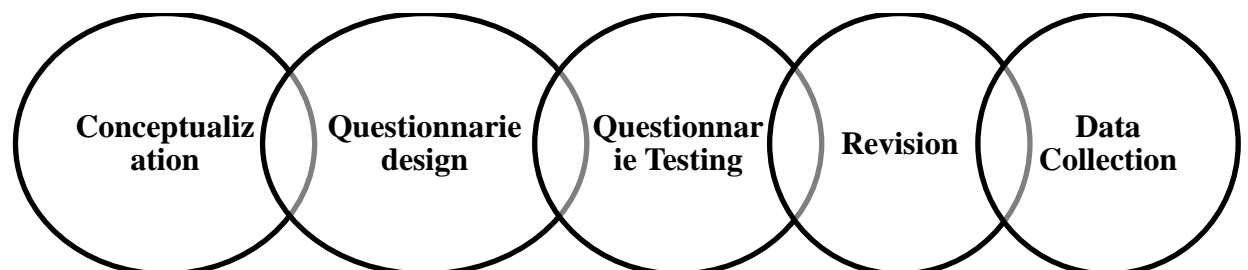 Conceptualiz
ation
Questionnarie
design
Questionnar
ie Testing
Revision
Data
Collection